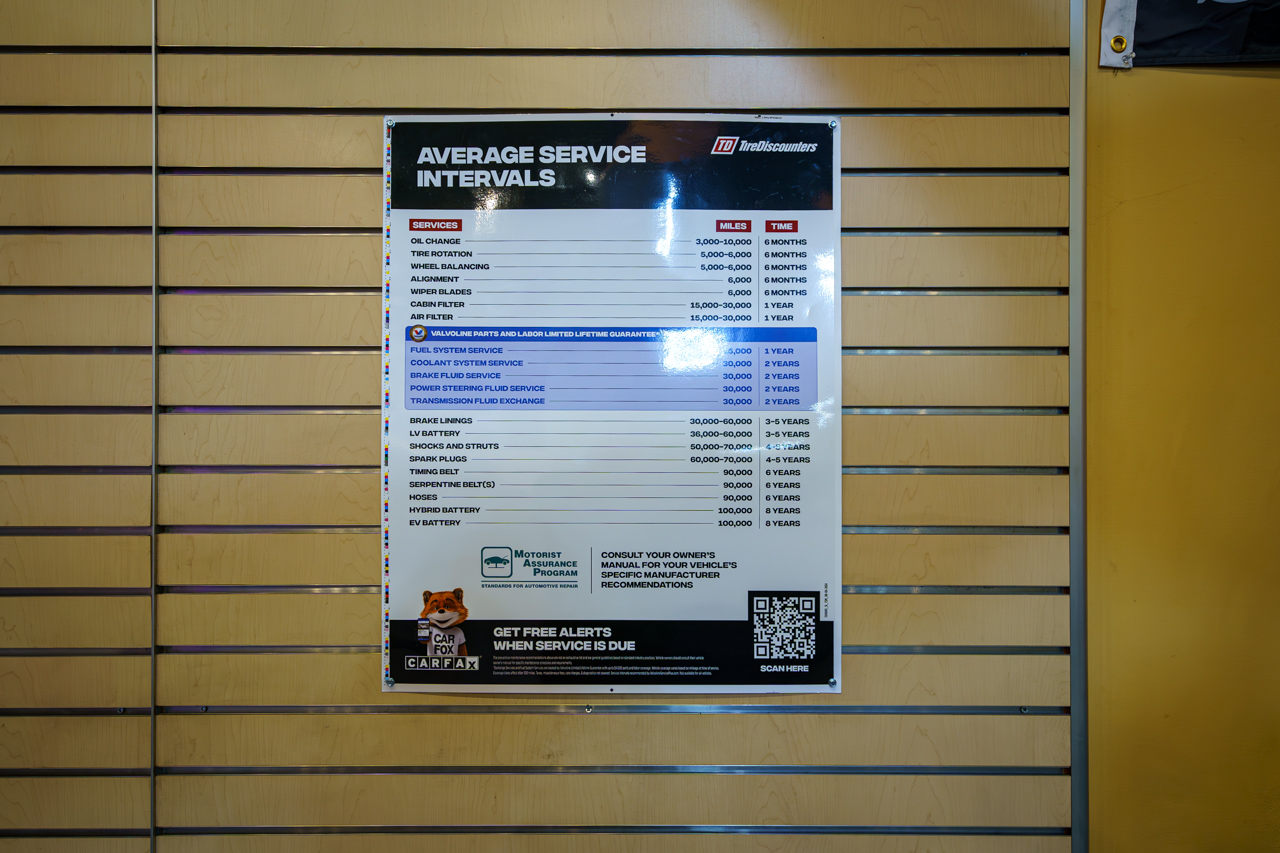 AVERAGE SERVICE
INTERVALS
TD TireDiscounters
SERVICES MILES TIME
OIL CHANGE 3,000-10,000 6 MONTHS
TIRE ROTATION 5,000-6,000 6 MONTHS
WHEEL BALANCING 5,000-6,000 6 MONTHS
ALIGNMENT 6,000 6 MONTHS
WIPER BLADES 6,000 6 MONTHS
CABIN FILTER 15,000-30,000 1 YEAR
AIR FILTER 15,000-30,000 1 YEAR
VALVOLINE PARTS AND LABOR LIMITED LIFETIME GUARANTEE*
FUEL SYSTEM SERVICE 1 YEAR
COOLANT SYSTEM SERVICE 30,000 2 YEARS
BRAKE FLUID SERVICE 30,000 2 YEARS
POWER STEERING FLUID SERVICE 30,000 2 YEARS
TRANSMISSION FLUID EXCHANGE 30,000 2 YEARS
BRAKE LININGS 30,000-60,000 3-5 YEARS
LV BATTERY 36,000-60,000 3-5 YEARS
SHOCKS AND STRUTS 50,000-70,000 YEARS
SPARK PLUGS 60,000-70,000 4-5 YEARS
TIMING BELT 90,000 6 YEARS
SERPENTINE BELT(S) 90,000 6 YEARS
HOSES 90,000 6 YEARS
HYBRID BATTERY 100,000 8 YEARS
EV BATTERY 100,000 8 YEARS
MOTORIST
ASSURANCE
PROGRAM
STANDARDS FOR AUTOMOTIVE REPAIR
CONSULT YOUR OWNER'S
MANUAL FOR YOUR VEHICLE'S
SPECIFIC MANUFACTURER
RECOMMENDATIONS
CAR
FOX
CARFAX
GET FREE ALERTS
WHEN SERVICE IS DUE
SCAN HERE